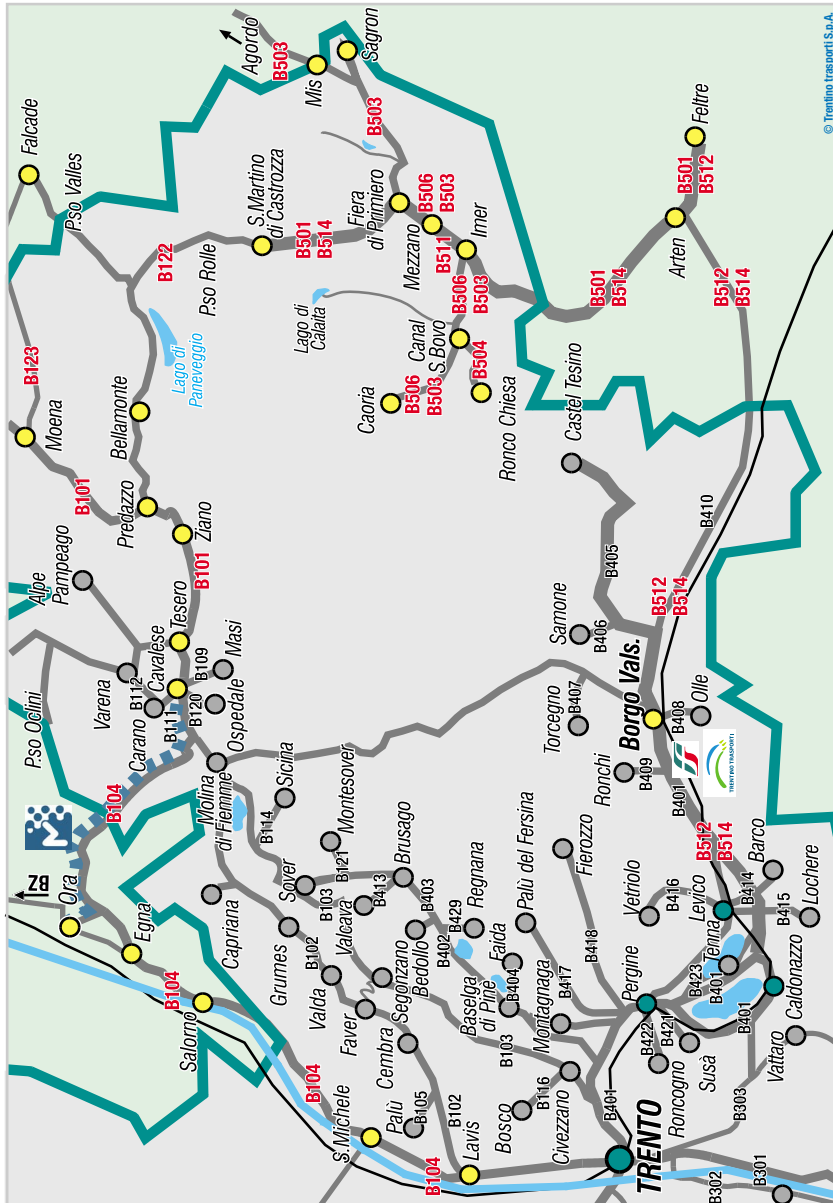 Agordo
B503
Mis
Sagron
B503
Falcade
P.so Valles
B122
P.so Rolle
S.Martino
di Castrozza
B501
B514
Fiera
di Primiero
Mezzano
B506
B503
B511
Imer
B506
B503
Lago di
Calaita
Canal
S.Bovo
B504
Caoria
B506
B503
Ronco Chiesa
B501
B514
Arten
B501
B512
Feltre
B512
B514
B123
Moena
B101
Bellamonte
Lago di
Paneveggio
Predazzo
Ziano
B101
Alpe
Pampeago
Tesero
Cavalese
B109
Masi
P.so Oclini
Varena
B112
Carano
B111
B120
Ospedale
B104
BZ
Ora
Egna
B104
Salorno
B104
S.Michele
B104
Lavis
Molina
di Fiemme
Sicina
B114
Capriana
Montesover
B121
Sover
B103
Grumes
B102
Valcava
B413
Brusago
B403
Valda
Segonzano
Bedollo
B402
B429
Regnana
Faver
Cembra
Baselga
di Pinè
B404
Faida
Palù
B105
B102
B103
Montagnaga
Palù del Fersina
B417
Fierozzo
B418
Bosco
B116
Civezzano
B401
TRENTO
Pergine
B422
B421
Roncogno
Susà
B423
B401
Tenna
B401
Vetriolo
B416
Levico
B414
Barco
B415
Lochere
Caldonazzo
Vattaro
B303
B302
B301
B512
B514
Castel Tesino
B405
B410
Samone
B406
B512
B514
Torcegno
B407
Borgo Vals.
B408
Olle
Ronchi
B409
B401
TRENTINO TRASPORTI
© Trentino trasporti S.p.A.